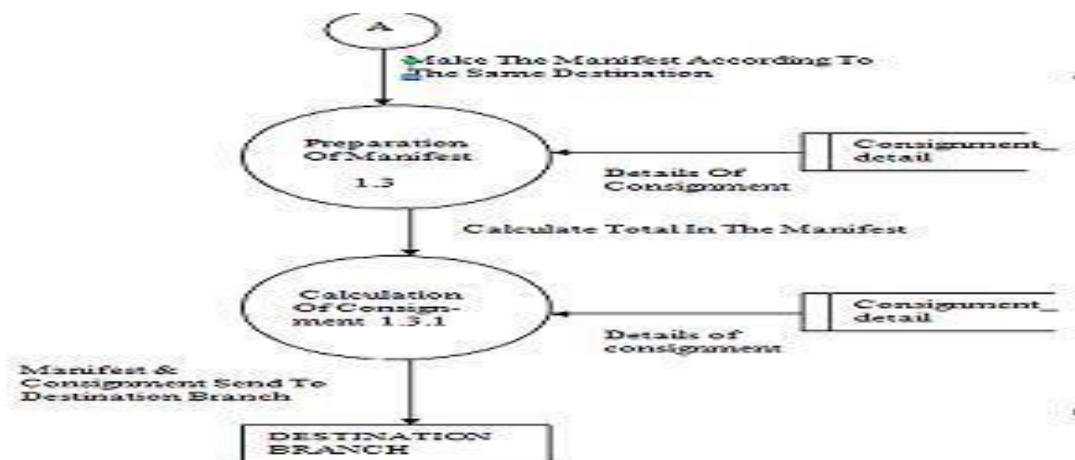 A
Make The Manifest According To
The Same Destination
Preparation
Of Manifest
1.3
Consignment_
detail
Details Of
Consignment
Calculate Total In The Manifest
Calculation
Of Consign-
ment 1.3.1
Consignment_
detail
Details of
consignment
Manifest &
Consignment Send To
Destination Branch
DESTINATION
BRANCH